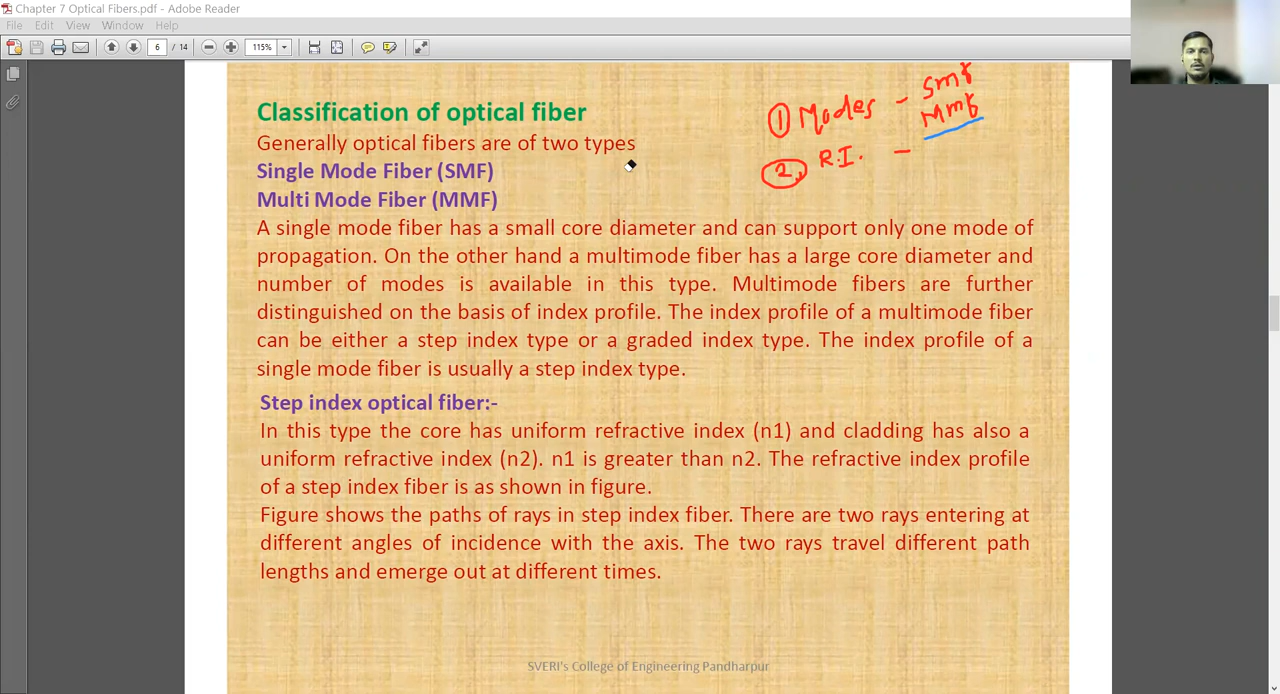 Chapter 7 Optical Fibers.pdf - Adobe Reader
File Edit View Window Help
6 / 14 115%
Classification of optical fiber
Generally optical fibers are of two types
Single Mode Fiber (SMF)
Multi Mode Fiber (MMF)
1 Modes - Smf
Mmf
2, R.I. -
A single mode fiber has a small core diameter and can support only one mode of
propagation. On the other hand a multimode fiber has a large core diameter and
number of modes is available in this type. Multimode fibers are further
distinguished on the basis of index profile. The index profile of a multimode fiber
can be either a step index type or a graded index type. The index profile of a
single mode fiber is usually a step index type.
Step index optical fiber:-
In this type the core has uniform refractive index (n1) and cladding has also a
uniform refractive index (n2). n1 is greater than n2. The refractive index profile
of a step index fiber is as shown in figure.
Figure shows the paths of rays in step index fiber. There are two rays entering at
different angles of incidence with the axis. The two rays travel different path
lengths and emerge out at different times.
SVERI's College of Engineering Pandharpur